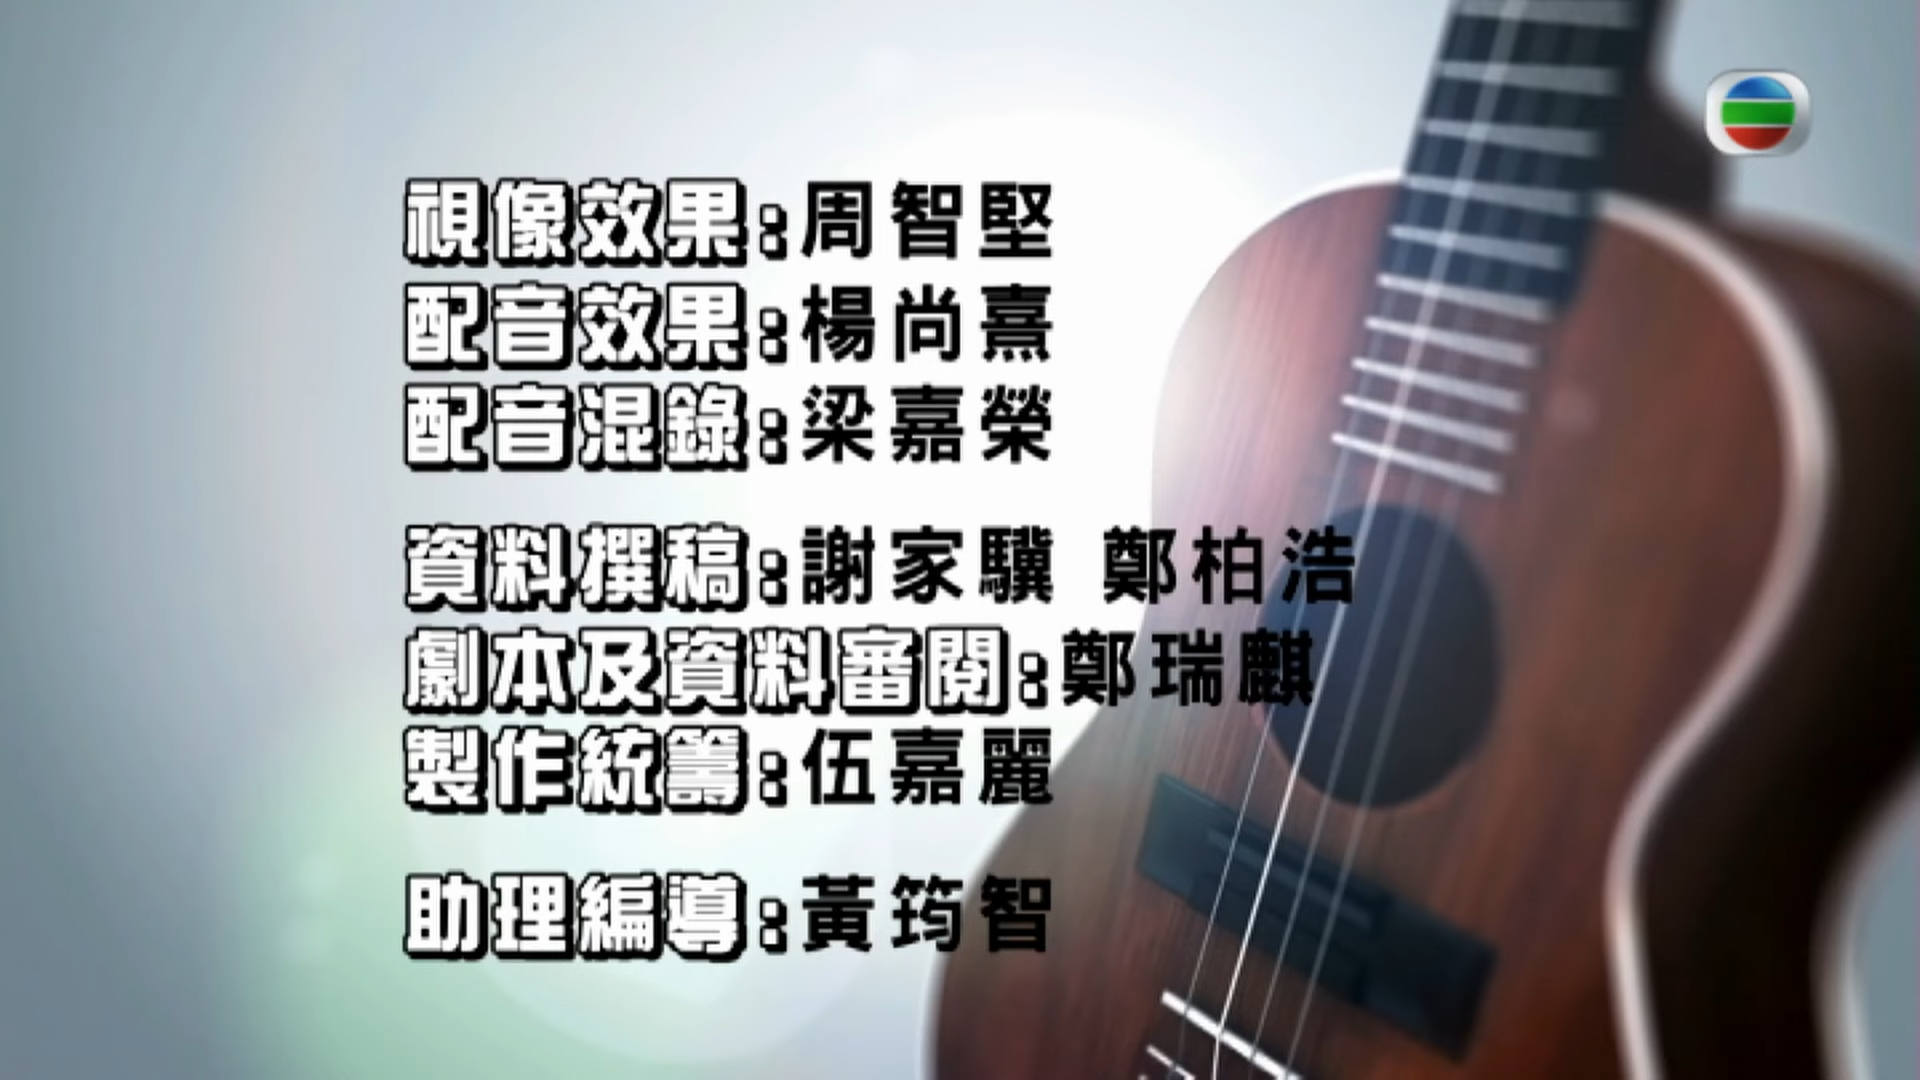 視像效果:周智堅
配音效果:楊尚熹
配音混錄:梁嘉榮
資料撰稿:謝家驥 鄭柏浩
劇本及資料審閱:鄭瑞麒
製作統籌:伍嘉麗
助理編導:黃筠智